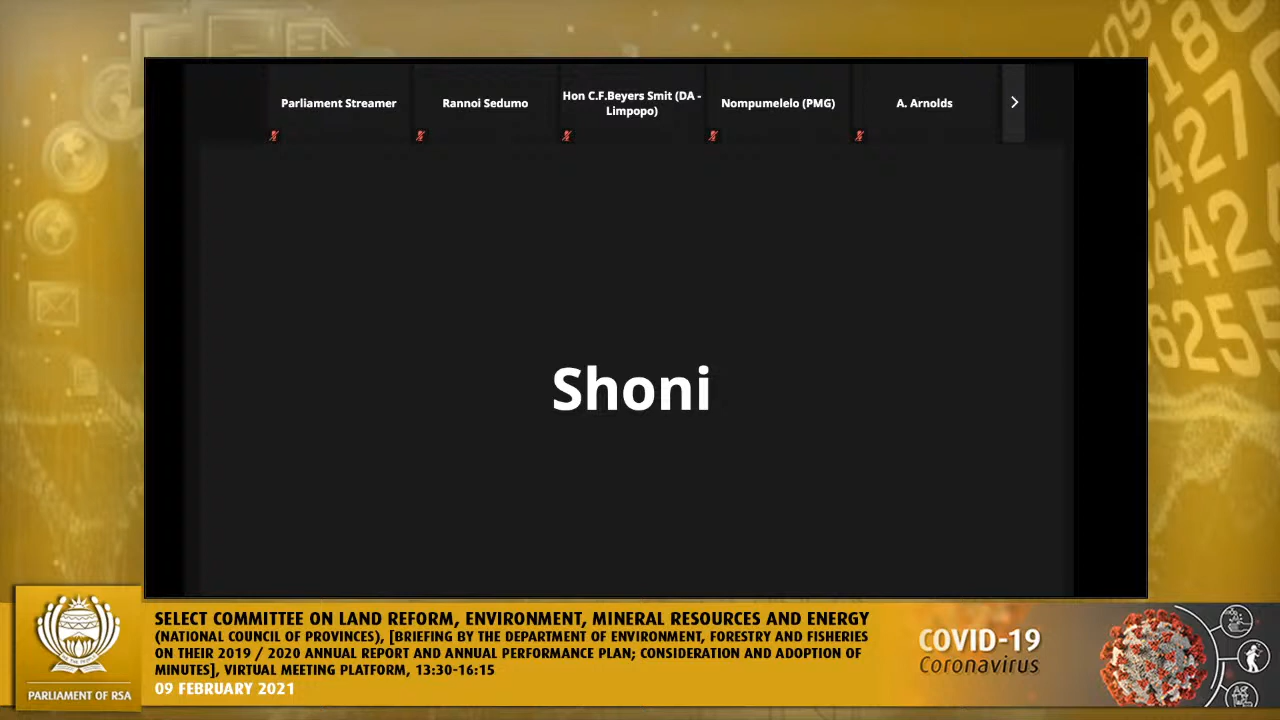 Parliament Streamer
Rannoi Sedumo
Hon C.F.Beyers Smit (DA -
Limpopo)
Nompumelelo (PMG)
A. Arnolds
Shoni
SELECT COMMITTEE ON LAND REFORM, ENVIRONMENT, MINERAL RESOURCES AND ENERGY
(NATIONAL COUNCIL OF PROVINCES), [BRIEFING BY THE DEPARTMENT OF ENVIRONMENT, FORESTRY AND FISHERIES
ON THEIR 2019 / 2020 ANNUAL REPORT AND ANNUAL PERFORMANCE PLAN; CONSIDERATION AND ADOPTION OF
MINUTES], VIRTUAL MEETING PLATFORM, 13:30-16:15
09 FEBRUARY 2021
PARLIAMENT OF RSA
COVID-19
Coronavirus